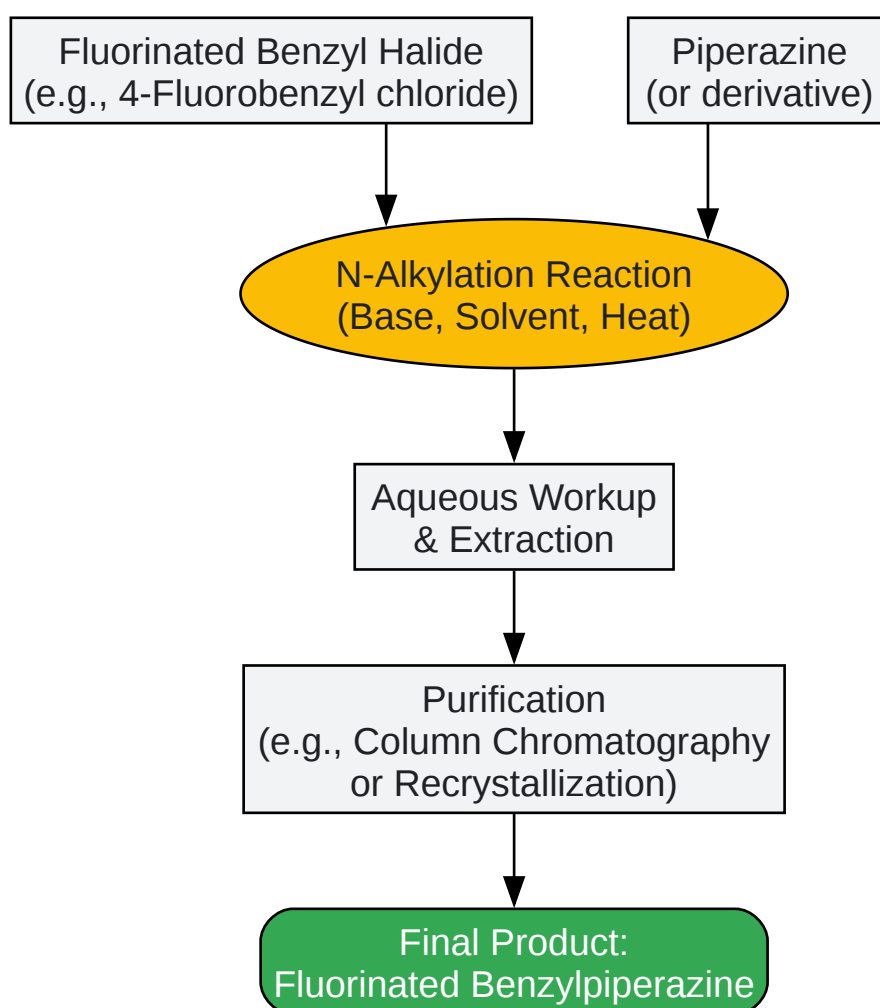 Fluorinated Benzyl Halide
(e.g., 4-Fluorobenzyl chloride)
Piperazine
(or derivative)
N-Alkylation Reaction
(Base, Solvent, Heat)
Aqueous Workup
& Extraction
Purification
(e.g., Column Chromatography
or Recrystallization)
Final Product:
Fluorinated Benzylpiperazine